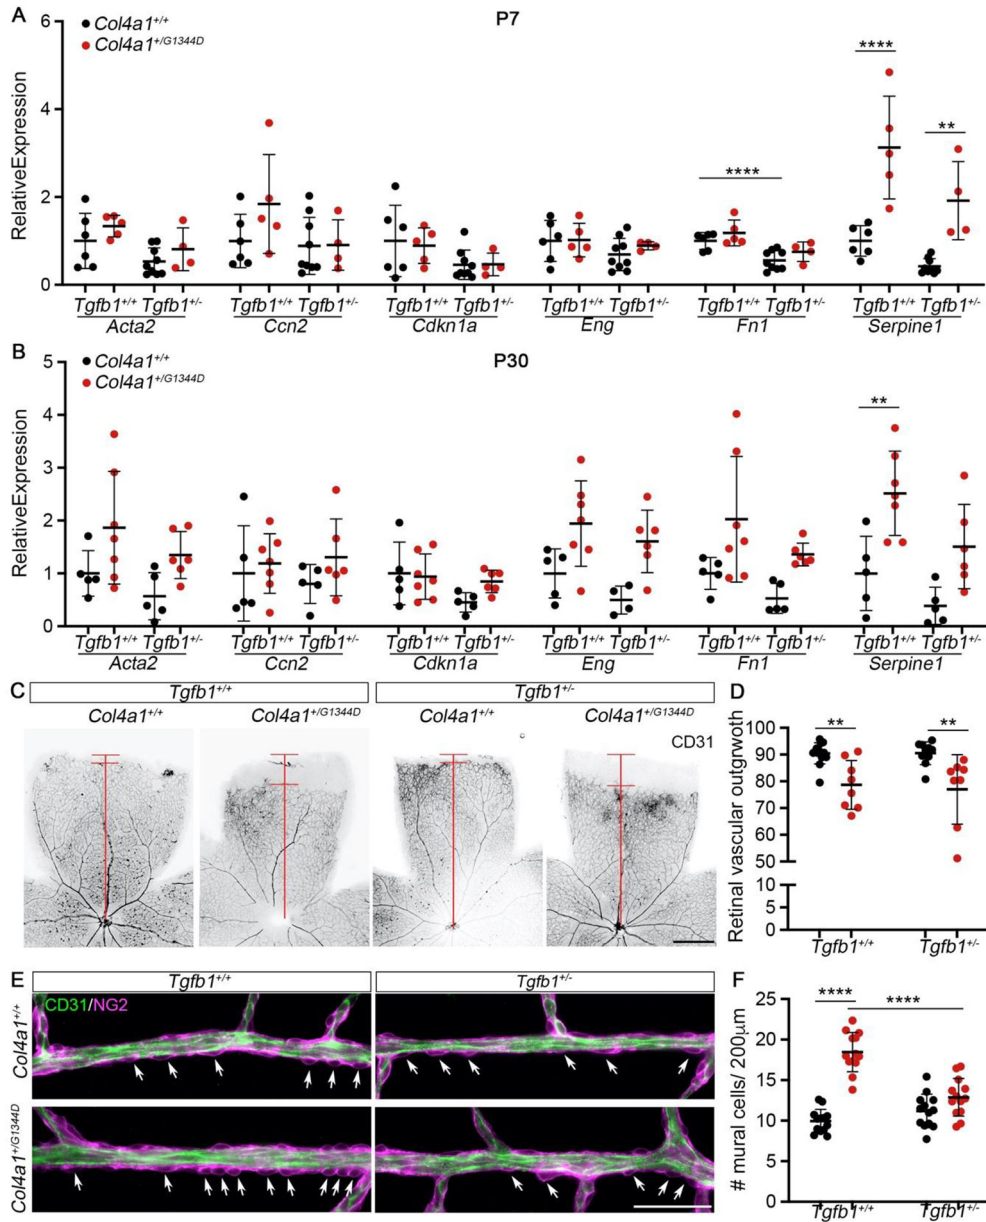 A
P7
Col4a1+/+
Col4a1+/G1344D
RelativeExpression
6
4
2
0
****
**
****
Tgfb1+/+ Tgfb1+/- Tgfb1+/+ Tgfb1+/- Tgfb1+/+ Tgfb1+/- Tgfb1+/+ Tgfb1+/- Tgfb1+/+ Tgfb1+/- Tgfb1+/+ Tgfb1+/-
Acta2 Ccn2 Cdkn1a Eng Fn1 Serpine1
B
P30
Col4a1+/+
Col4a1+/G1344D
RelativeExpression
5
4
3
2
1
0
**
Tgfb1+/+ Tgfb1+/- Tgfb1+/+ Tgfb1+/- Tgfb1+/+ Tgfb1+/- Tgfb1+/+ Tgfb1+/- Tgfb1+/+ Tgfb1+/- Tgfb1+/+ Tgfb1+/-
Acta2 Ccn2 Cdkn1a Eng Fn1 Serpine1
C
Tgfb1+/+ Tgfb1+/-
Col4a1+/+ Col4a1+/G1344D Col4a1+/+ Col4a1+/G1344D
CD31
D
Retinal vascular outgrwoth
100
90
80
70
60
50
10
0
** **
Tgfb1+/+ Tgfb1+/-
E
Tgfb1+/+ Tgfb1+/-
CD31/NG2
Col4a1+/+
Col4a1+/G1344D
F
# mural cells/ 200µm
25
20
15
10
5
0
**** ****
Tgfb1+/+ Tgfb1+/-